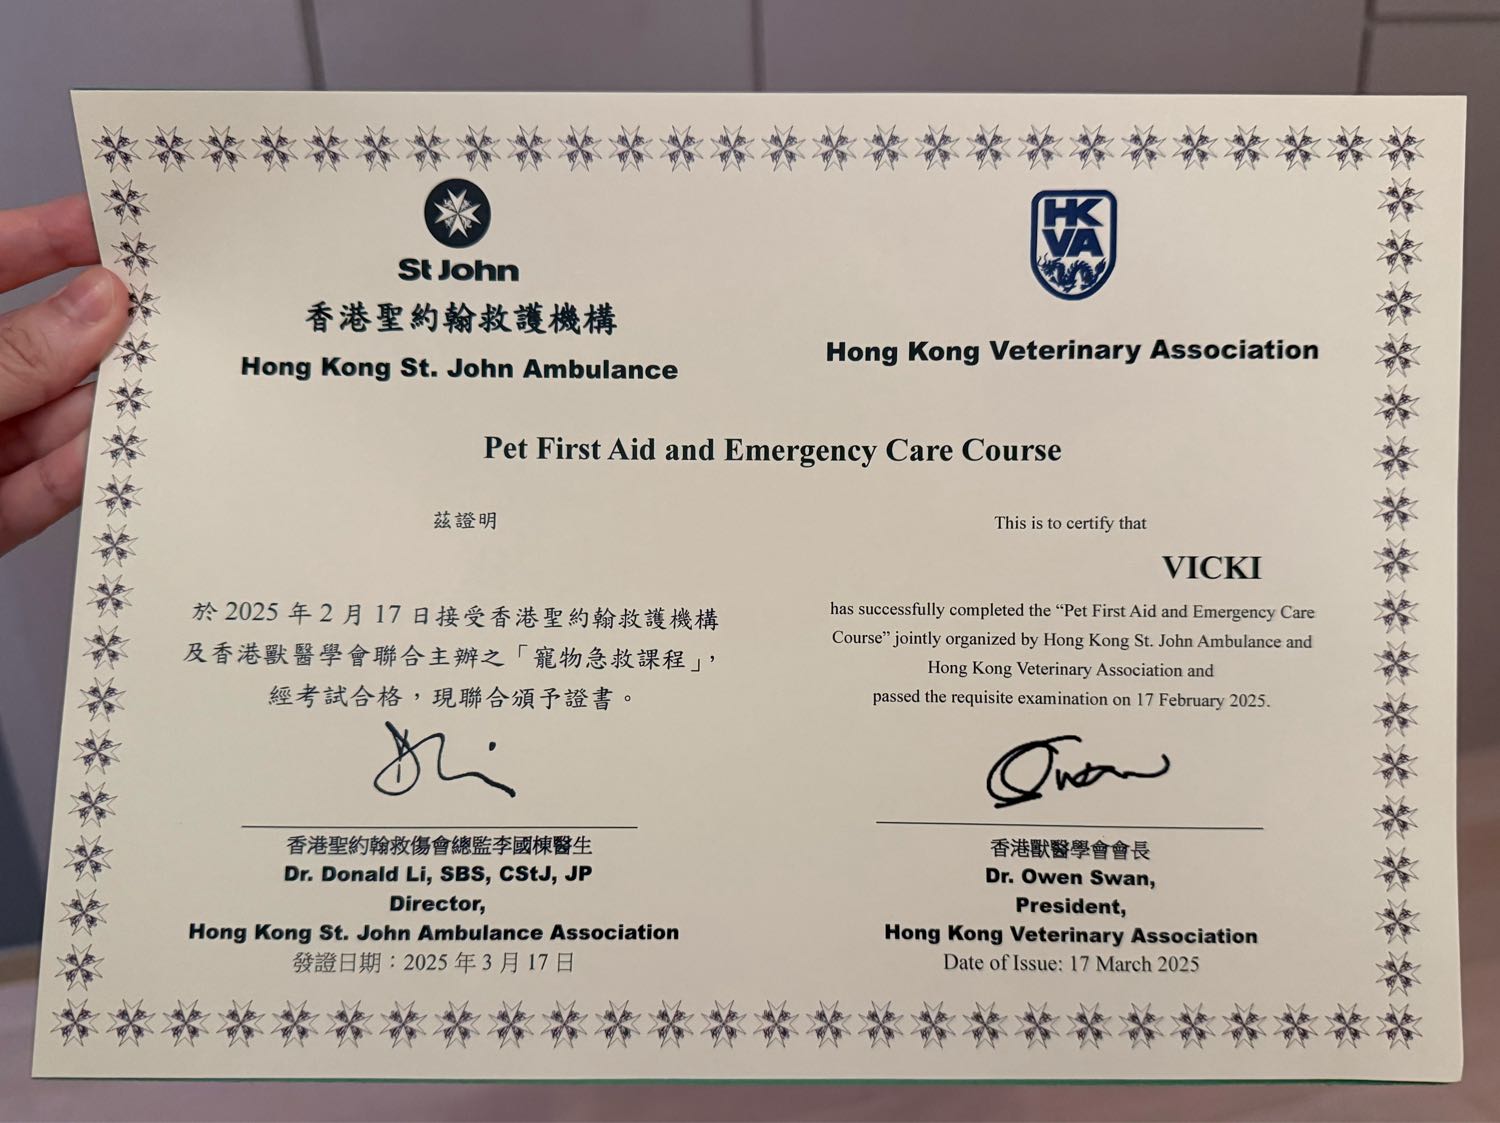 St John
香港聖約翰救護機構
Hong Kong St. John Ambulance
HK
VA
Hong Kong Veterinary Association
Pet First Aid and Emergency Care Course
茲證明
於 2025 年 2 月 17 日接受香港聖約翰救護機構
及香港獸醫學會聯合主辦之「寵物急救課程」,
經考試合格，現聯合頒予證書。
香港聖約翰救傷會總監李國棟醫生
Dr. Donald Li, SBS, CStJ, JP
Director,
Hong Kong St. John Ambulance Association
發證日期：2025 年 3 月 17 日
This is to certify that
VICKI
has successfully completed the “Pet First Aid and Emergency Care
Course” jointly organized by Hong Kong St. John Ambulance and
Hong Kong Veterinary Association and
passed the requisite examination on 17 February 2025.
Owen
香港獸醫學會會長
Dr. Owen Swan,
President,
Hong Kong Veterinary Association
Date of Issue: 17 March 2025